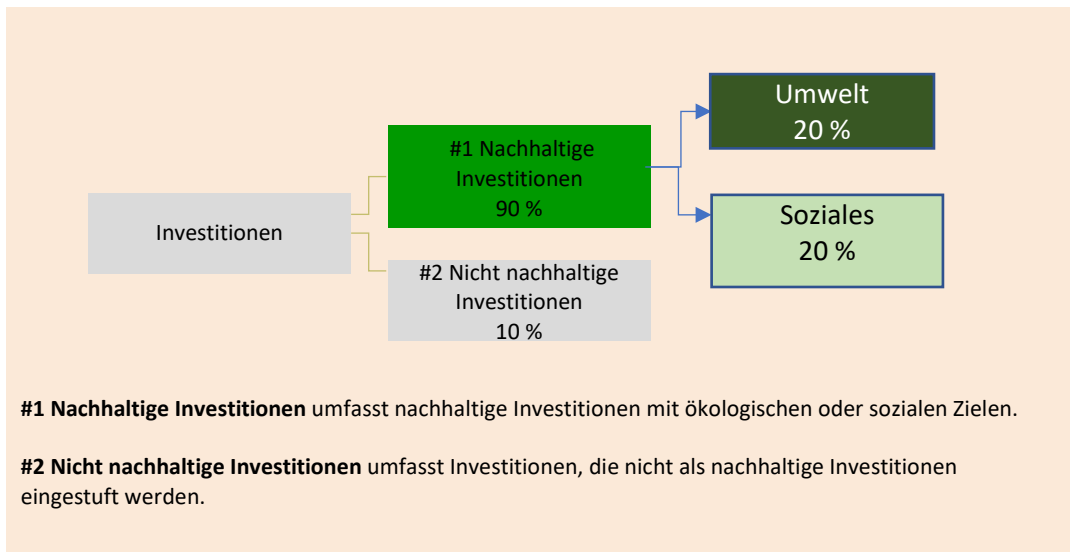 Investitionen
#1 Nachhaltige
Investitionen
90 %
#2 Nicht nachhaltige
Investitionen
10 %
Umwelt
20 %
Soziales
20 %
#1 Nachhaltige Investitionen umfasst nachhaltige Investitionen mit ökologischen oder sozialen Zielen.
#2 Nicht nachhaltige Investitionen umfasst Investitionen, die nicht als nachhaltige Investitionen
eingestuft werden.